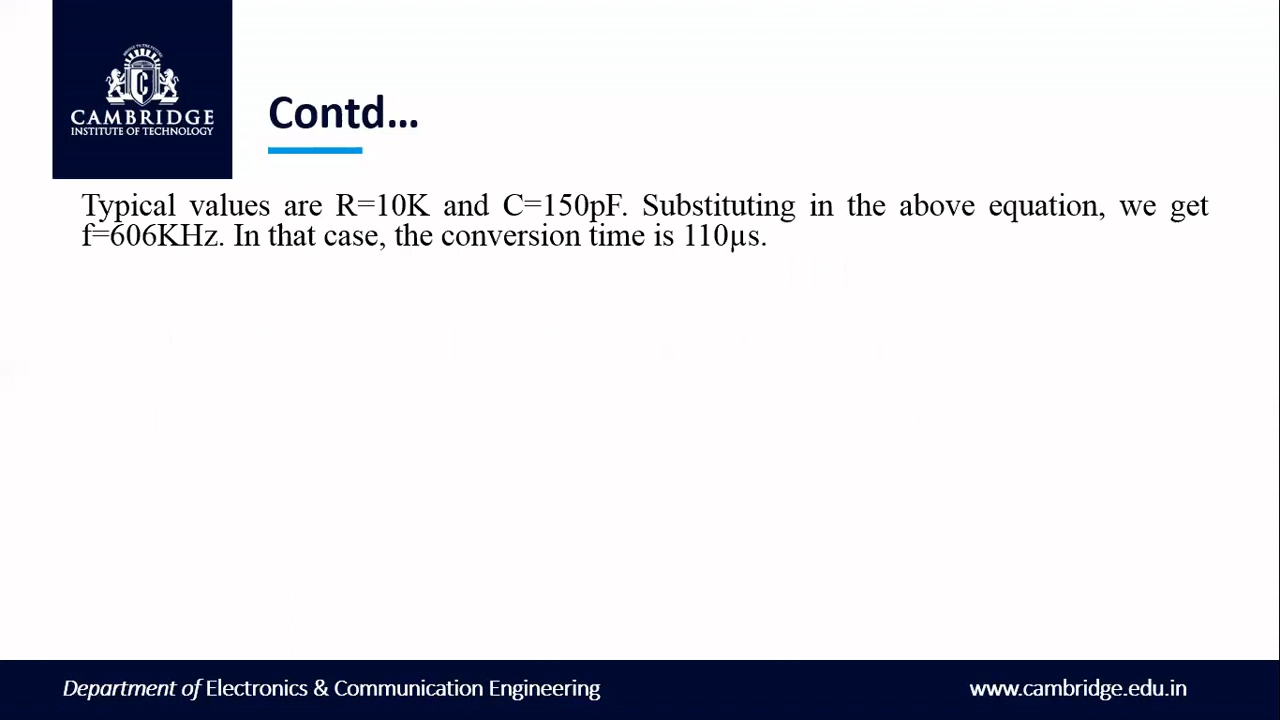 CAMBRIDGE
INSTITUTE OF TECHNOLOGY
Contd...
Typical values are R=10K and C=150pF. Substituting in the above equation, we get
f=606KHz. In that case, the conversion time is 110µs.
Department of Electronics & Communication Engineering
www.cambridge.edu.in